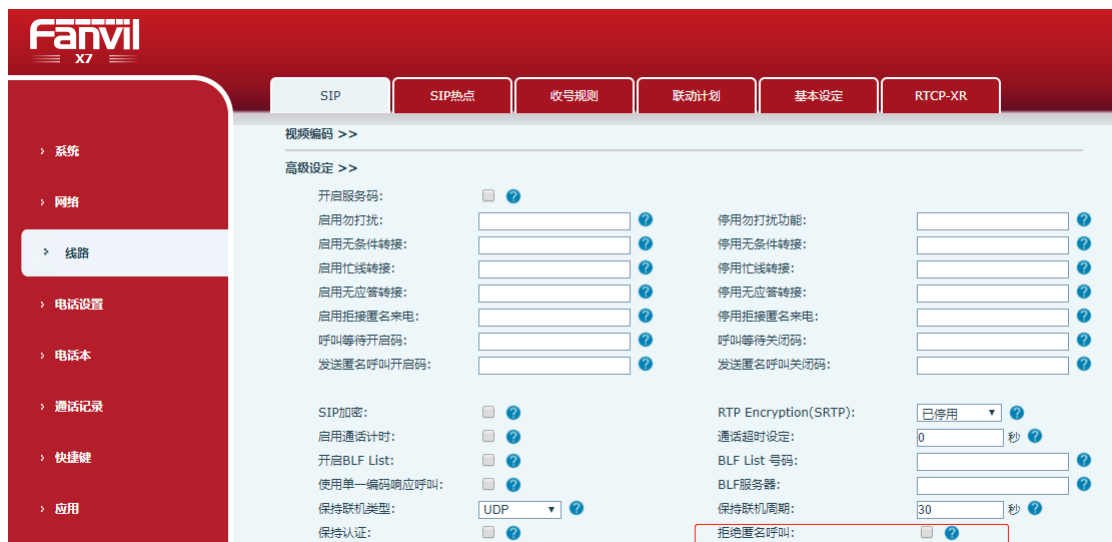 Fanvil
X7
SIP SIP热点 收号规则 联动计划 基本设定 RTCP-XR
系统
网络
线路
电话设置
电话本
通话记录
快捷键
应用
视频编码 >>
高级设定 >>
开启服务码:
启用勿打扰: 停用勿打扰功能:
启用无条件转接: 停用无条件转接:
启用忙线转接: 停用忙线转接:
启用无应答转接: 停用无应答转接:
启用拒接匿名来电: 停用拒接匿名来电:
呼叫等待开启码: 呼叫等待关闭码:
发送匿名呼叫开启码: 发送匿名呼叫关闭码:
SIP加密: RTP Encryption(SRTP): 已停用
启用通话计时: 通话超时设定: 0 秒
开启BLF List: BLF List 号码:
使用单一编码响应呼叫: BLF服务器:
保持联机类型: UDP 保持联机周期: 30 秒
保持认证: 拒绝匿名呼叫: